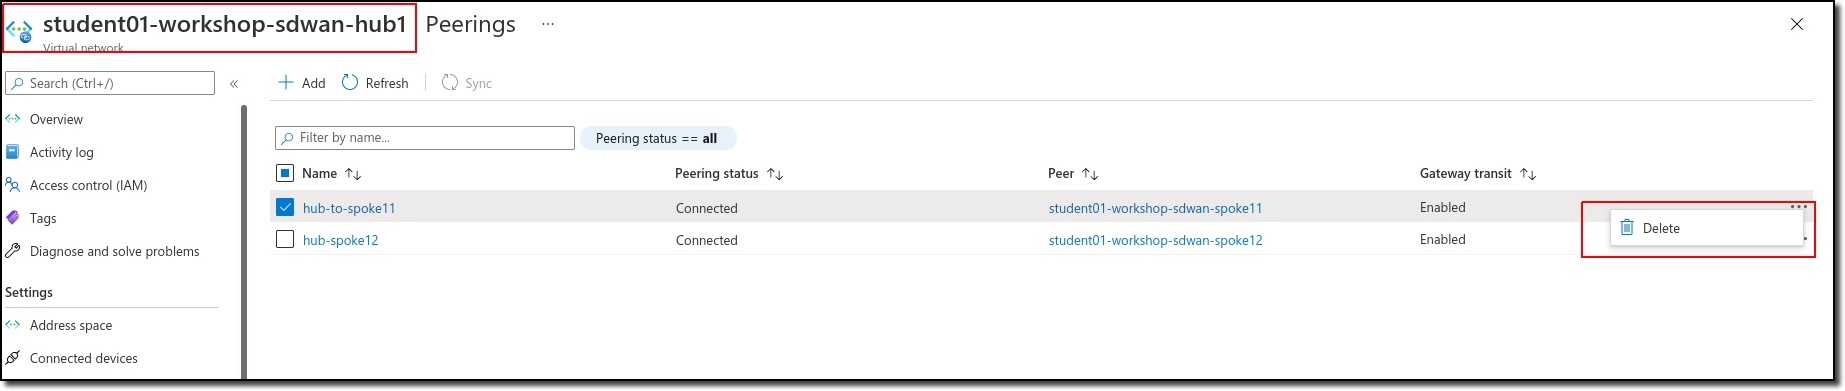 student01-workshop-sdwan-hub1 Peerings ...
Virtual network
Search (Ctrl+/) «
Add Refresh Sync
Overview
Activity log
Access control (IAM)
Tags
Diagnose and solve problems
Settings
Address space
Connected devices
Filter by name... Peering status == all
Name Peering status Peer Gateway transit
hub-to-spoke11 Connected student01-workshop-sdwan-spoke11 Enabled
Delete
hub-spoke12 Connected student01-workshop-sdwan-spoke12 Enabled